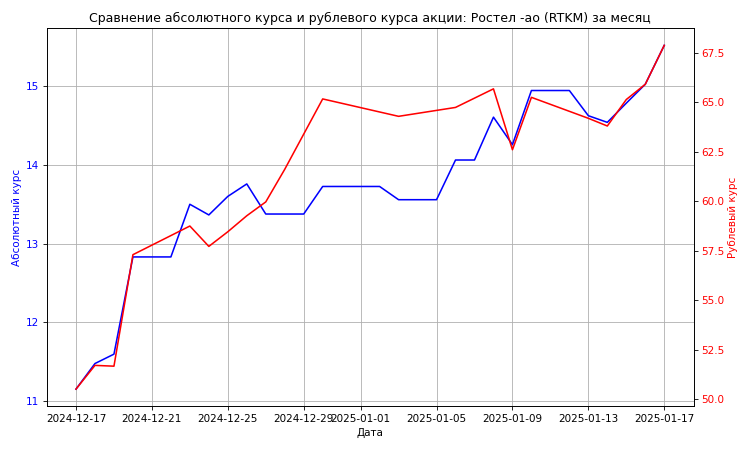 Сравнение абсолютного курса и рублевого курса акции: Ростел -ао (RTKM) за месяц
Абсолютный курс
15
14
13
12
11
67.5
65.0
62.5
60.0
57.5
55.0
52.5
50.0
Рублевый курс
2024-12-17 2024-12-21 2024-12-25 2024-12-29 2025-01-01 2025-01-05 2025-01-09 2025-01-13 2025-01-17
Дата